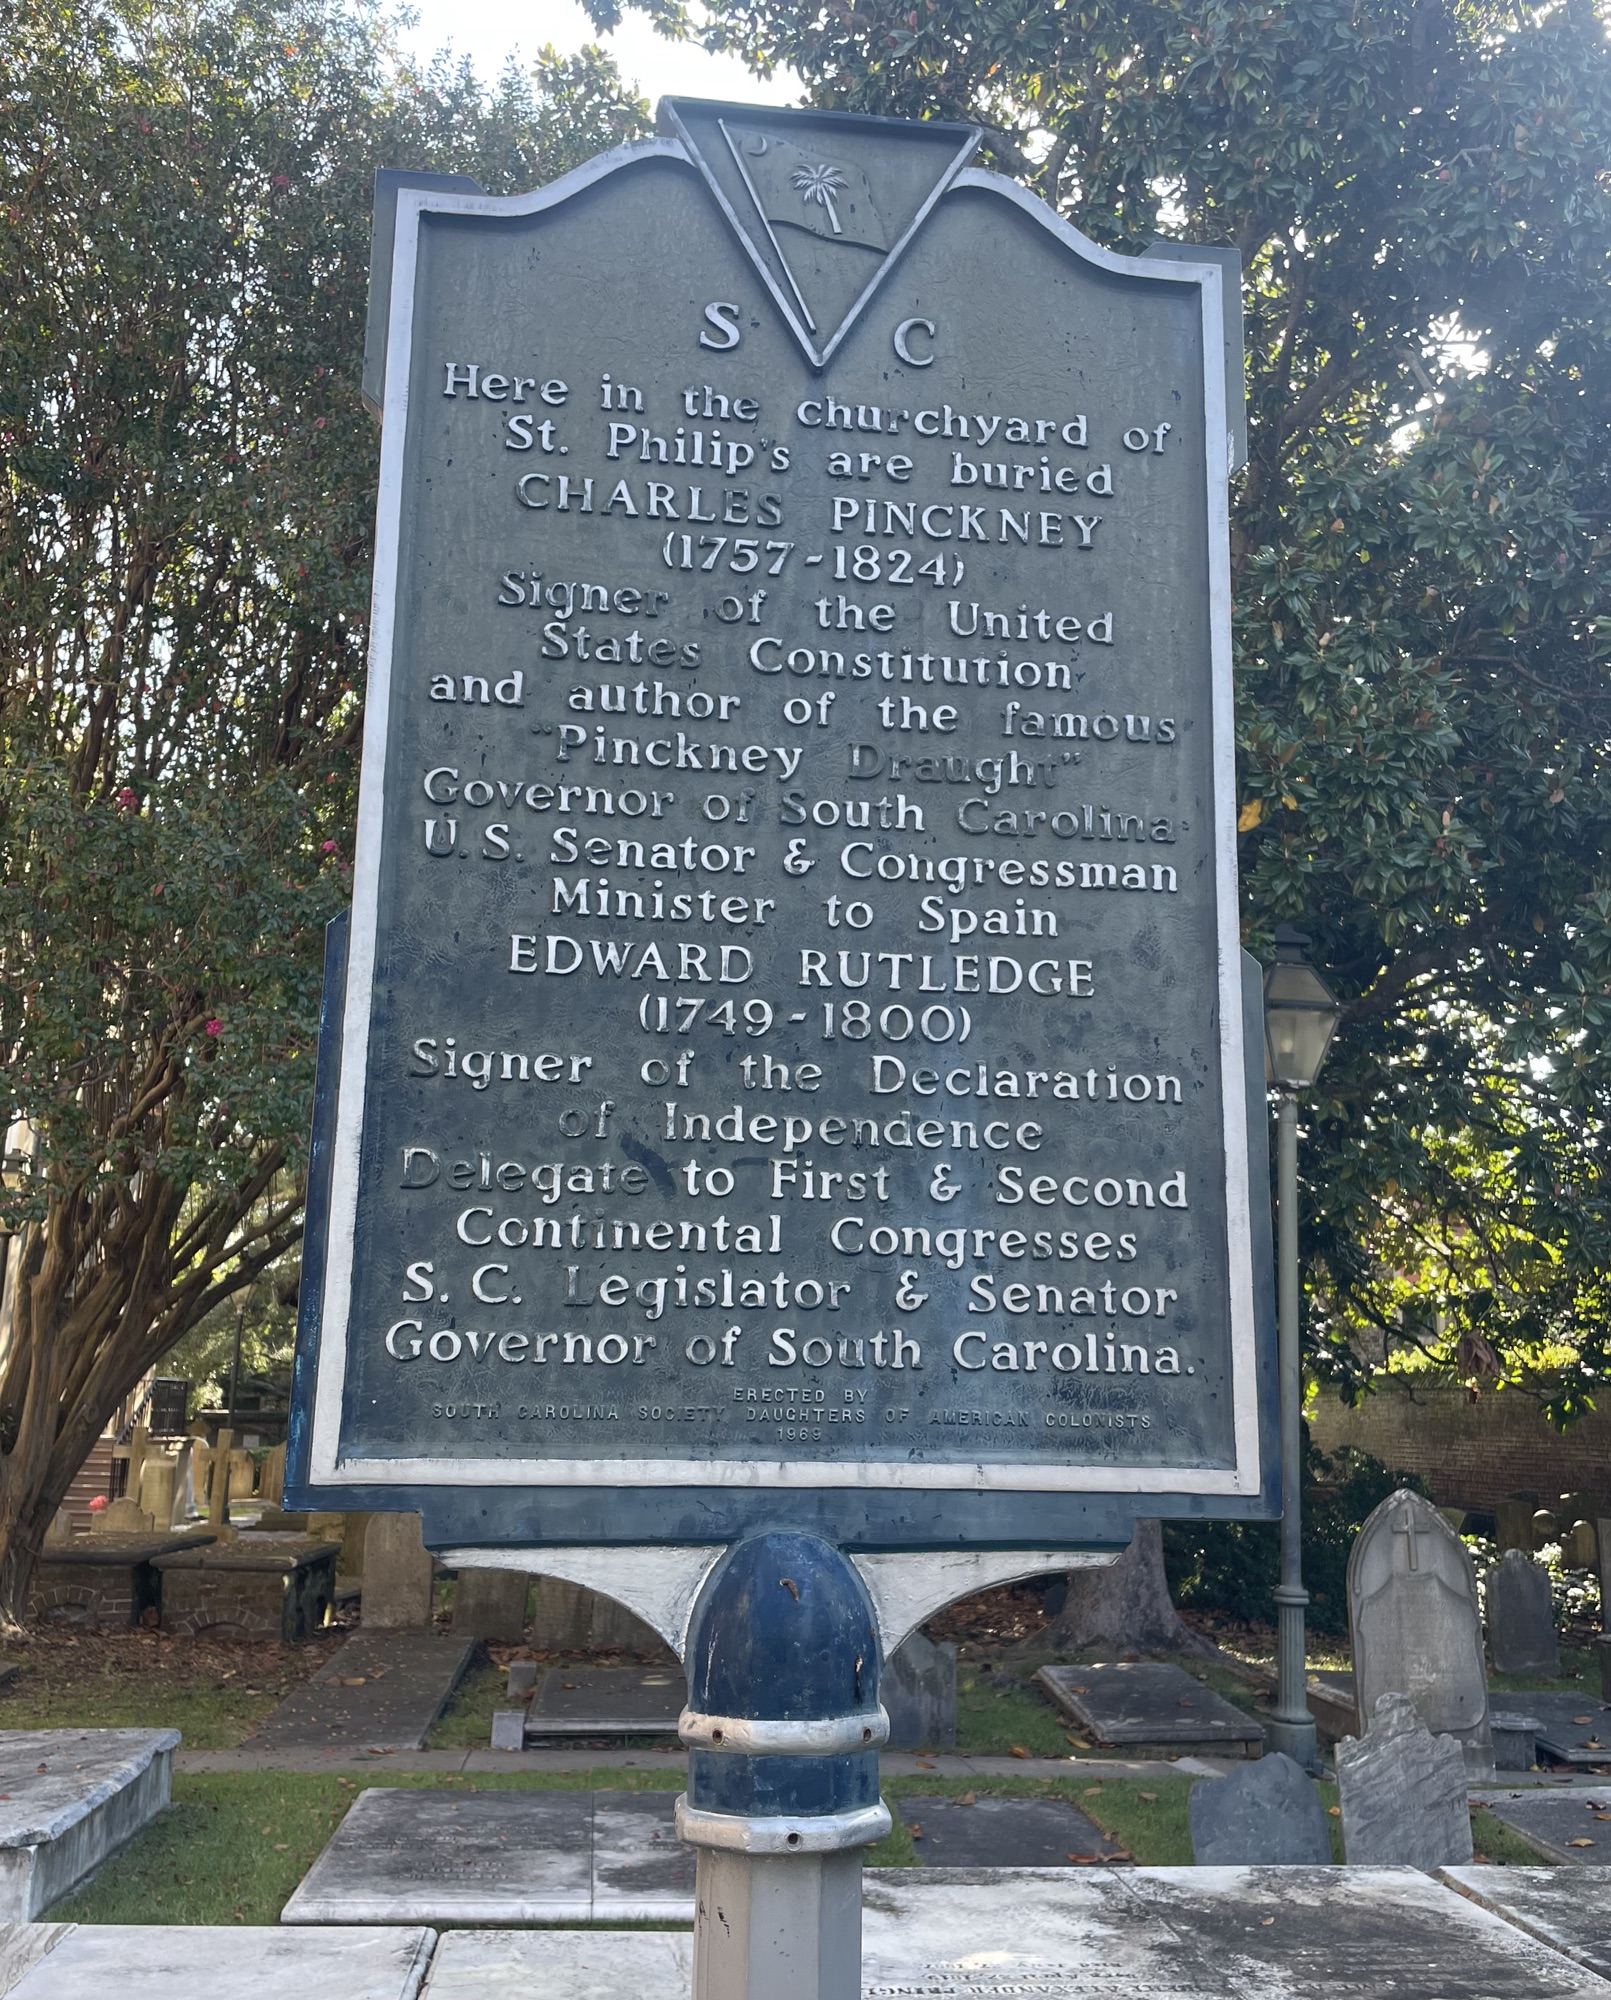 S C
Here in the churchyard of
St. Philip's are buried
CHARLES PINCKNEY
(1757-1824)
Signer of the United
States Constitution
and author of the famous
"Pinckney Draught"
Governor of South Carolina
U.S. Senator & Congressman
Minister to Spain
EDWARD RUTLEDGE
(1749-1800)
Signer of the Declaration
of Independence
Delegate to First & Second
Continental Congresses
S.C. Legislator & Senator
Governor of South Carolina.
ERECTED BY
SOUTH CAROLINA SOCIETY DAUGHTERS OF AMERICAN COLONISTS
1969